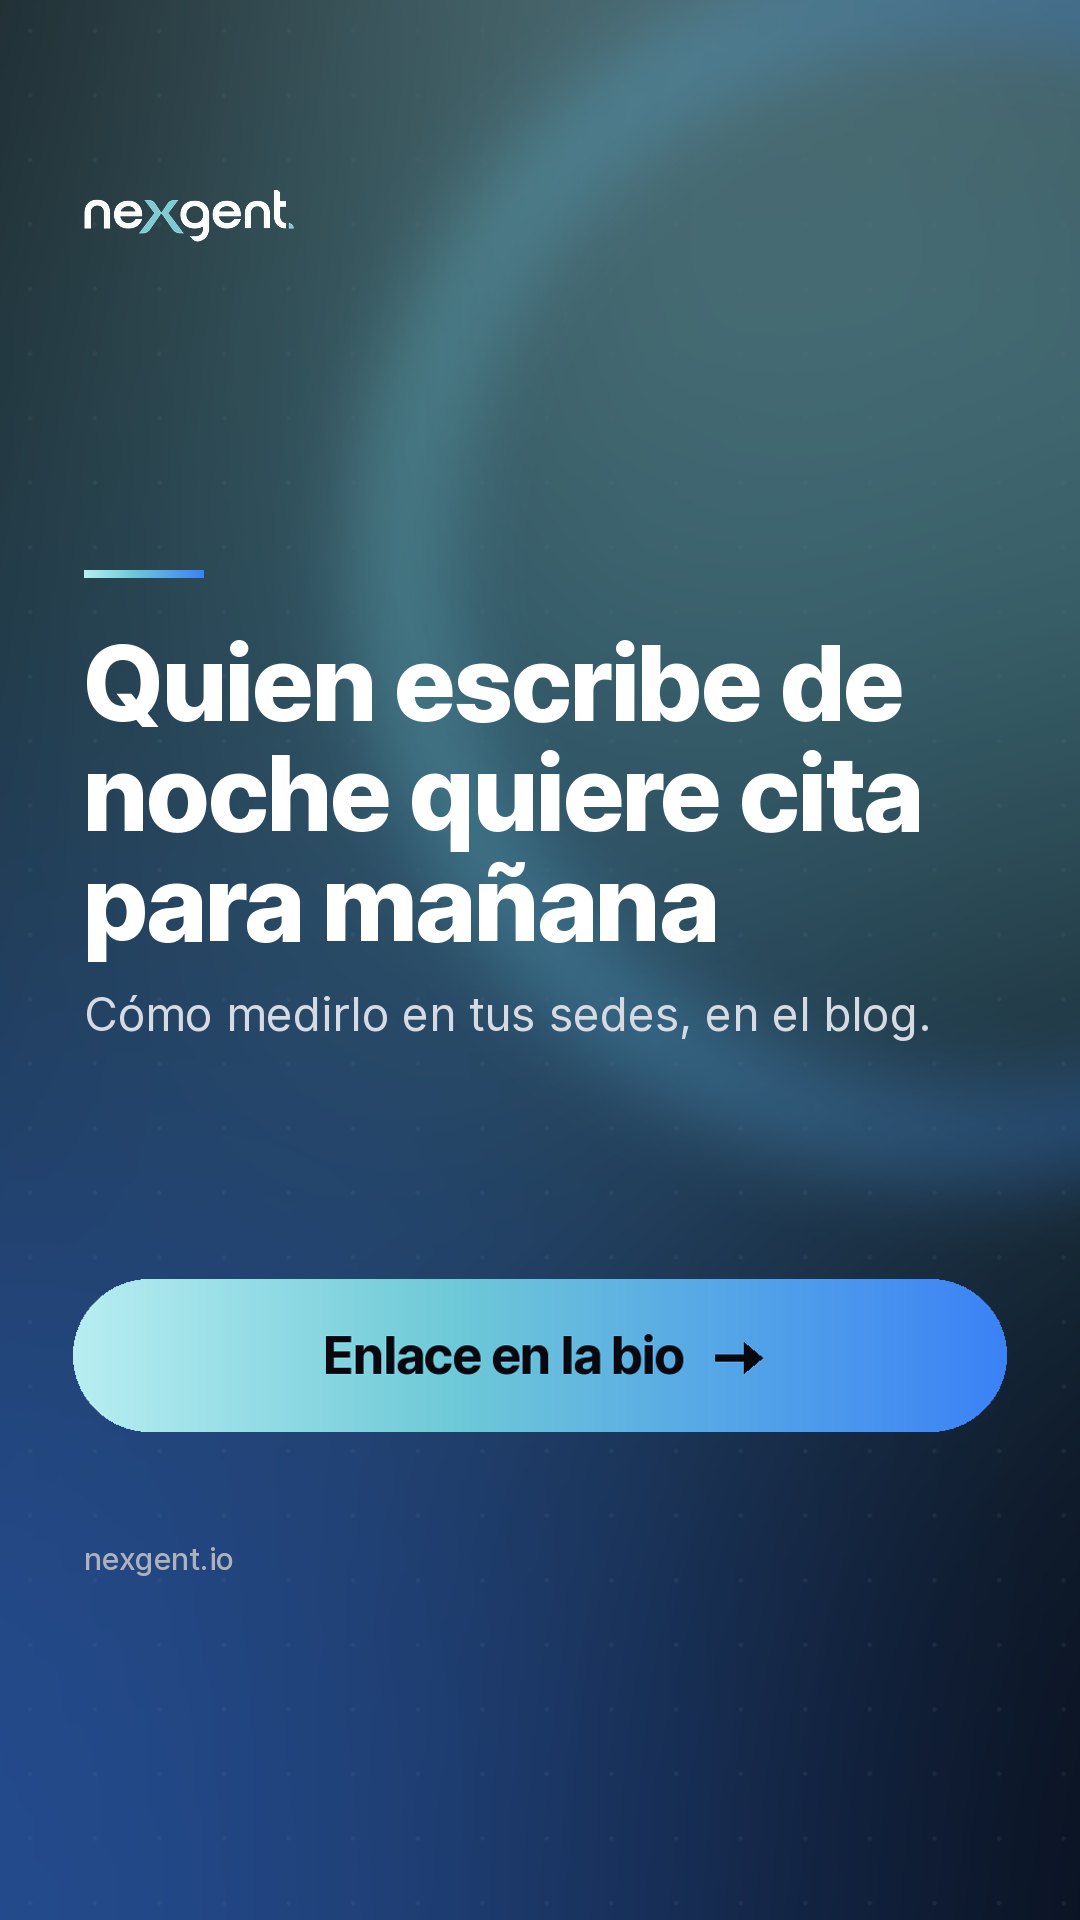 nexgent.
Quien escribe de
noche quiere cita
para mañana
Cómo medirlo en tus sedes, en el blog.
Enlace en la bio →
nexgent.io